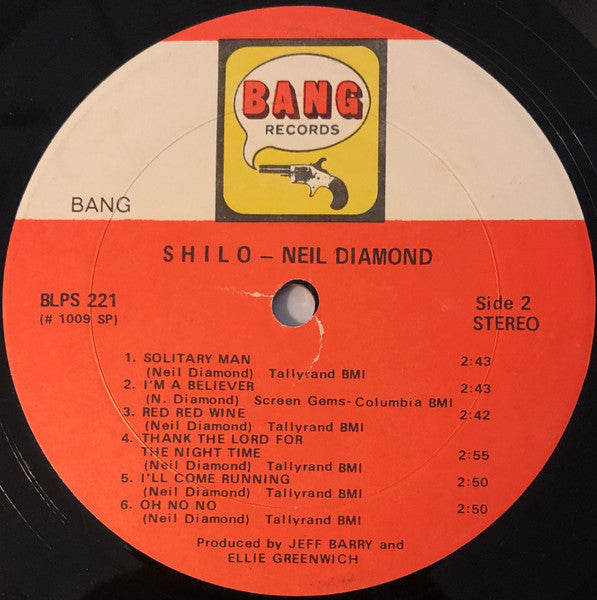 BANG
RECORDS
BANG
SHILO – NEIL DIAMOND
BLPS 221
(# 1009 SP)
Side 2
STEREO
1. SOLITARY MAN 2:43
(Neil Diamond) Tallyrand BMI
2. I'M A BELIEVER 2:43
(N. Diamond) Screen Gems-Columbia BMI
3. RED RED WINE 2:42
(Neil Diamond) Tallyrand BMI
4. THANK THE LORD FOR
THE NIGHT TIME 2:55
(Neil Diamond) Tallyrand BMI
5. I'LL COME RUNNING 2:50
(Neil Diamond) Tallyrand BMI
6. OH NO NO 2:50
(Neil Diamond) Tallyrand BMI
Produced by JEFF BARRY and
ELLIE GREENWICH